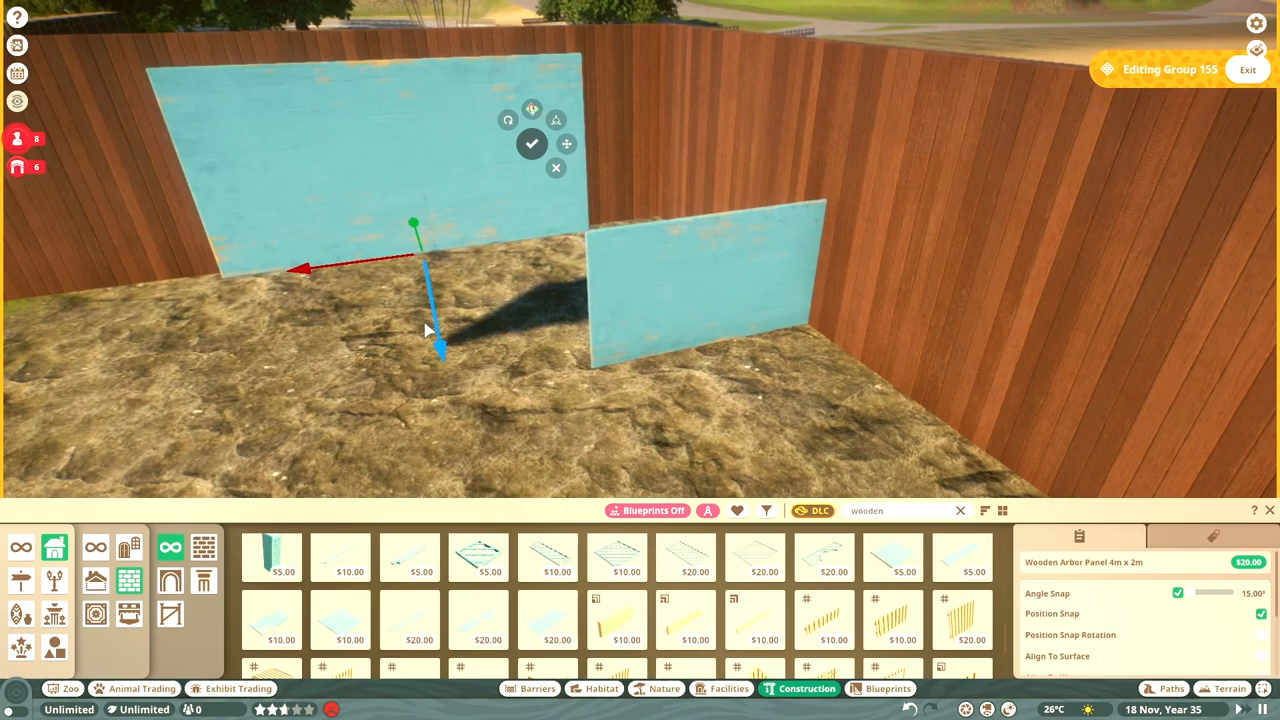 ?
Editing Group 155
Exit
8
6
Blueprints Off
DLC
wooden
?
$5.00
$10.00
$5.00
$5.00
$10.00
$10.00
$20.00
$20.00
$20.00
$5.00
$5.00
$10.00
$10.00
$20.00
$20.00
$20.00
$10.00
$10.00
$10.00
$10.00
$10.00
$20.00
Wooden Arbor Panel 4m x 2m
$20.00
Angle Snap
15.00°
Position Snap
Position Snap Rotation
Align To Surface
Zoo
Animal Trading
Exhibit Trading
Barriers
Habitat
Nature
Facilities
Construction
Blueprints
Paths
Terrain
Unlimited
Unlimited
0
26°C
18 Nov, Year 35